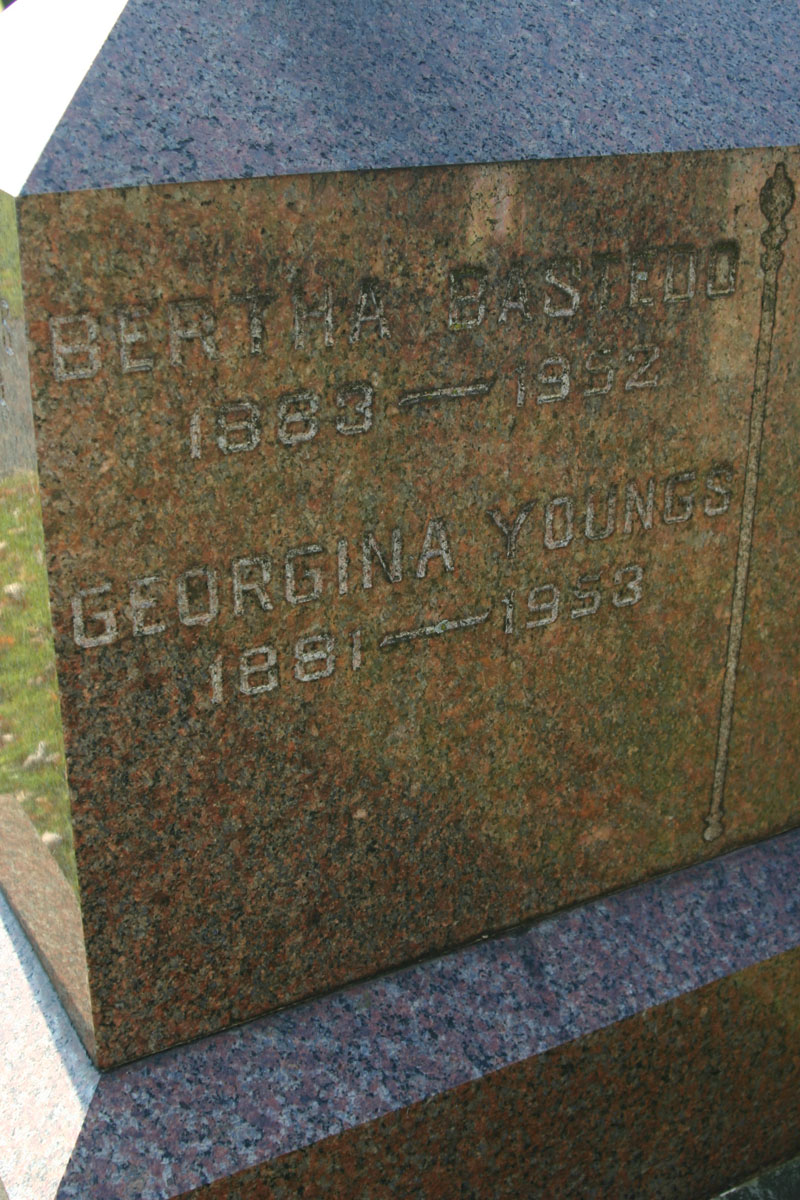 BERTHA BASTEDO
1883—1952
GEORGINA YOUNGS
1881—1953